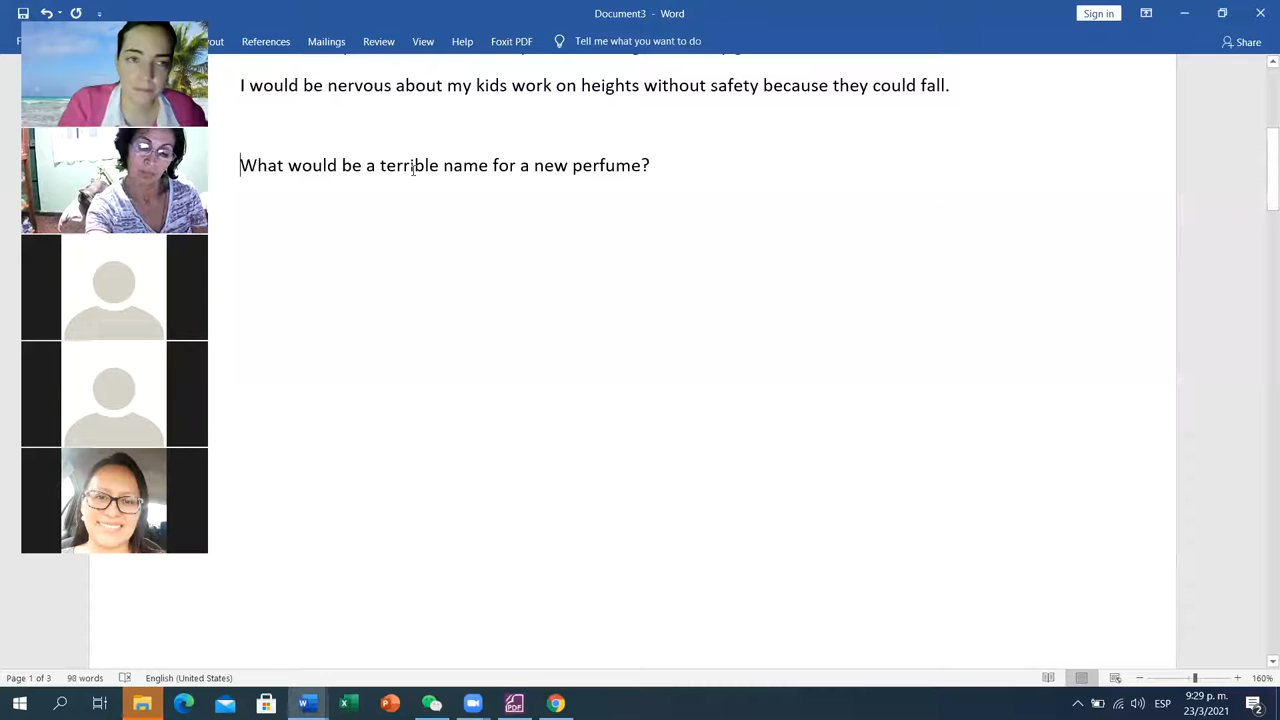 Document3 - Word
Sign in
out References Mailings Review View Help Foxit PDF Tell me what you want to do
Share
I would be nervous about my kids work on heights without safety because they could fall.
What would be a terrible name for a new perfume?
Page 1 of 3 98 words English (United States)
160%
ESP
9:29 p. m.
23/3/2021
2